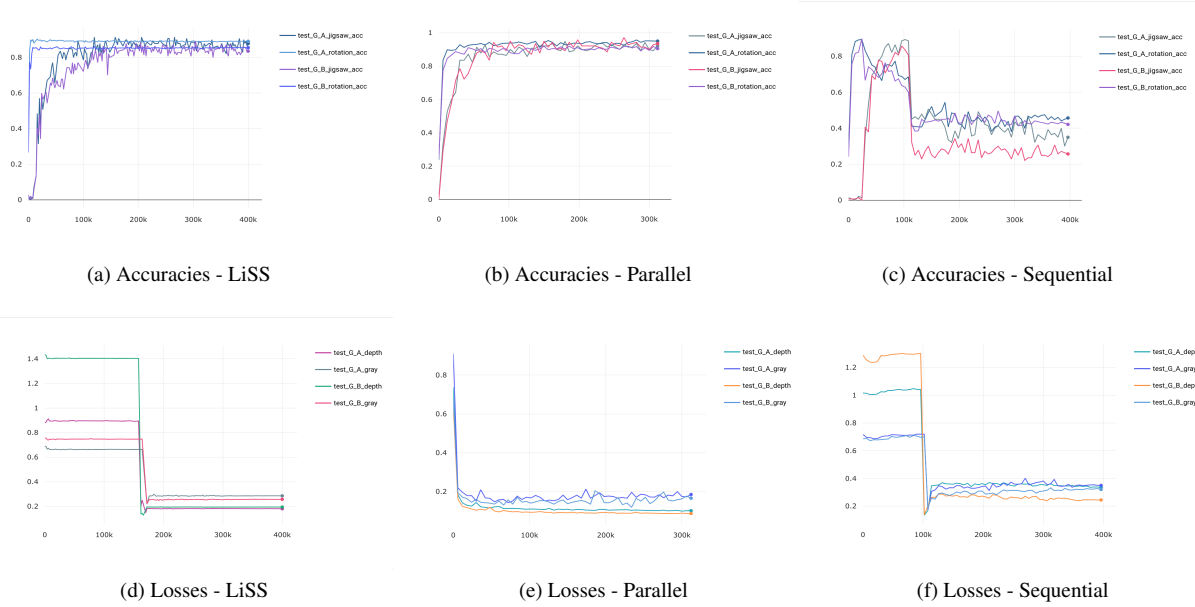 test_G_A_jigsaw_acc
test_G_A_rotation_acc
test_G_B_jigsaw_acc
test_G_B_rotation_acc
0.8
0.6
0.4
0.2
0
0 100k 200k 300k 400k
(a) Accuracies - LiSS
test_G_A_jigsaw_acc
test_G_A_rotation_acc
test_G_B_jigsaw_acc
test_G_B_rotation_acc
1
0.8
0.6
0.4
0.2
0
0 100k 200k 300k
(b) Accuracies - Parallel
test_G_A_jigsaw_acc
test_G_A_rotation_acc
test_G_B_jigsaw_acc
test_G_B_rotation_acc
0.8
0.6
0.4
0.2
0
0 100k 200k 300k 400k
(c) Accuracies - Sequential
test_G_A_depth
test_G_A_gray
test_G_B_depth
test_G_B_gray
1.4
1.2
1
0.8
0.6
0.4
0.2
0 100k 200k 300k 400k
(d) Losses - LiSS
test_G_A_depth
test_G_A_gray
test_G_B_depth
test_G_B_gray
0.8
0.6
0.4
0.2
0 100k 200k 300k
(e) Losses - Parallel
test_G_A_dep
test_G_A_gray
test_G_B_dep
test_G_B_gray
1.2
1
0.8
0.6
0.4
0.2
0 100k 200k 300k 400k
(f) Losses - Sequential